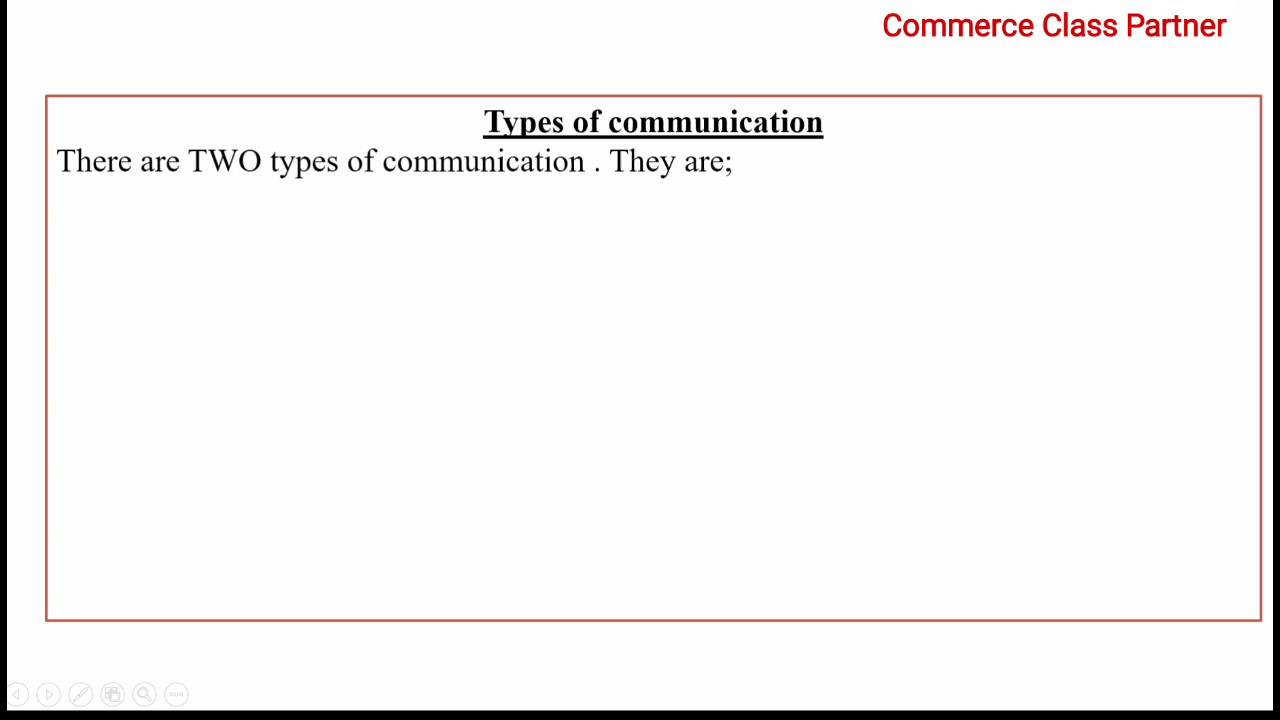 Commerce Class Partner
Types of communication
There are TWO types of communication . They are;